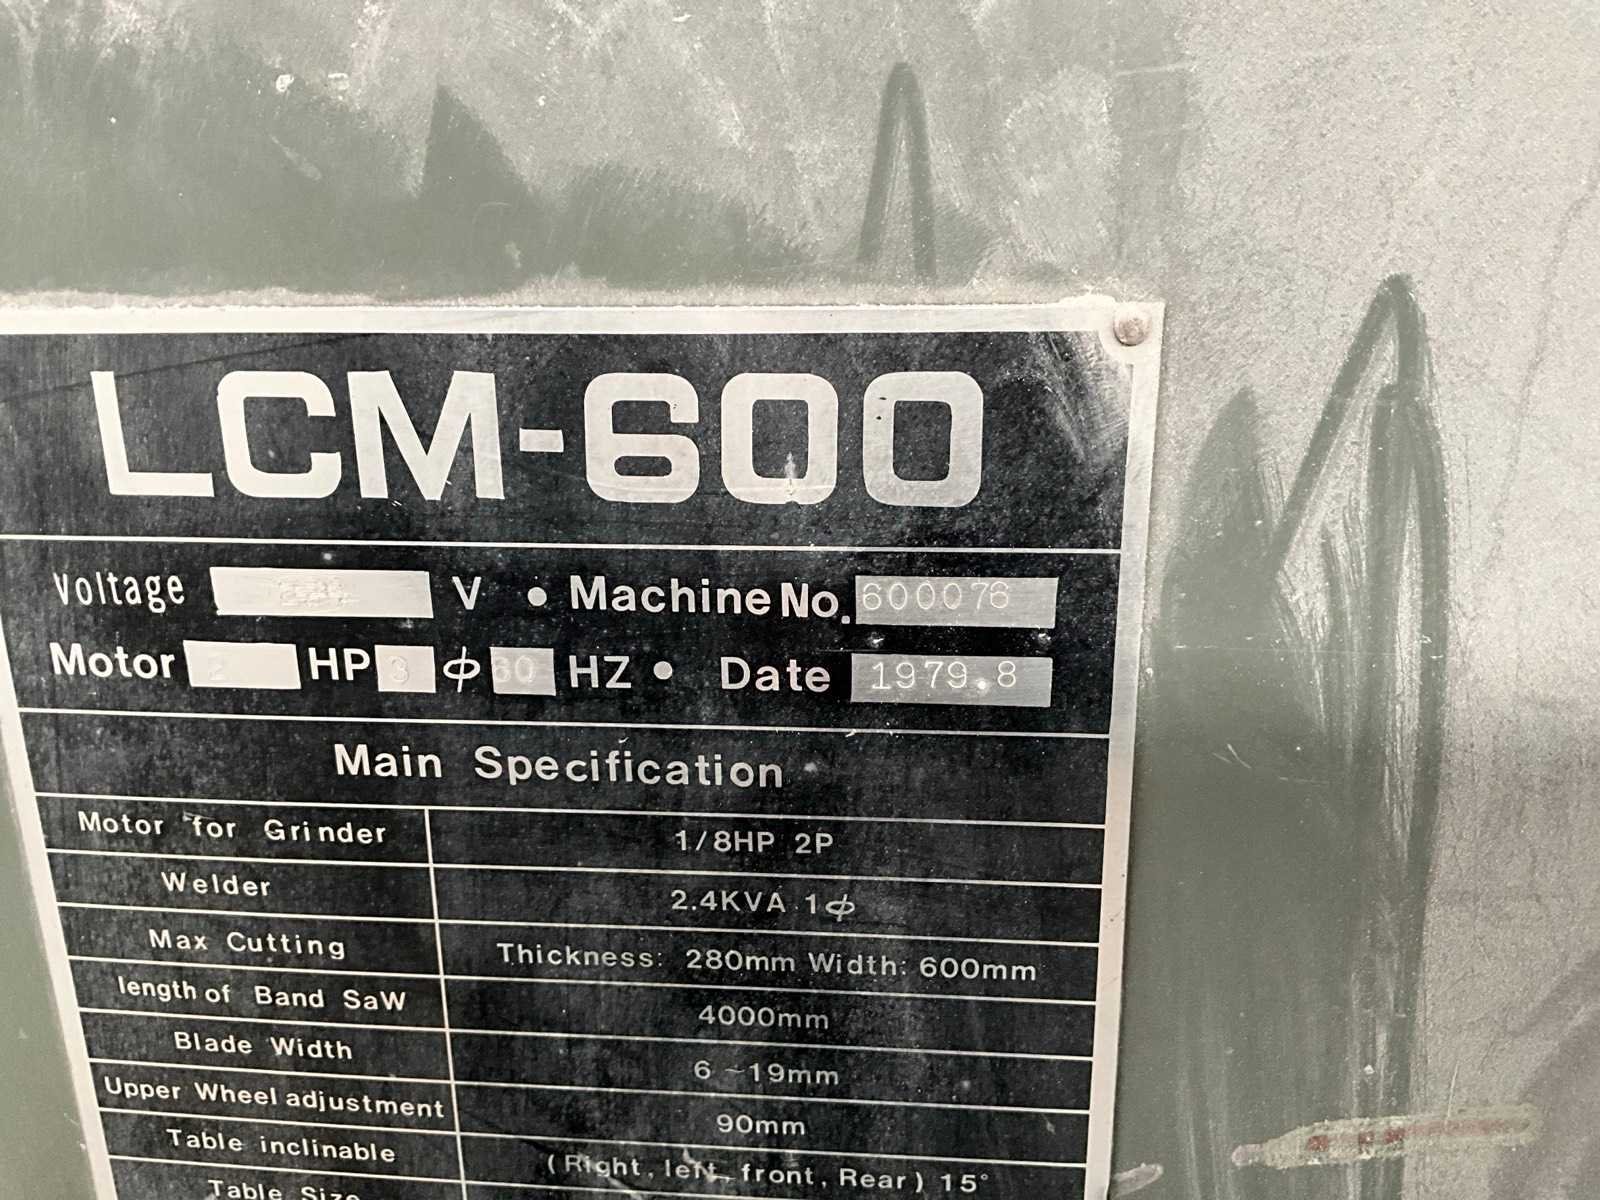 LCM-600
Voltage V • Machine No. 600076
Motor 2 HP 3 ϕ 60 HZ • Date 1979.8
Main Specification
Motor for Grinder 1/8HP 2P
Welder 2.4KVA 1ϕ
Max Cutting Thickness: 280mm Width: 600mm
length of Band SaW 4000mm
Blade Width 6 ~19mm
Upper Wheel adjustment 90mm
Table inclinable (Right, left, front, Rear) 15°
Table Size